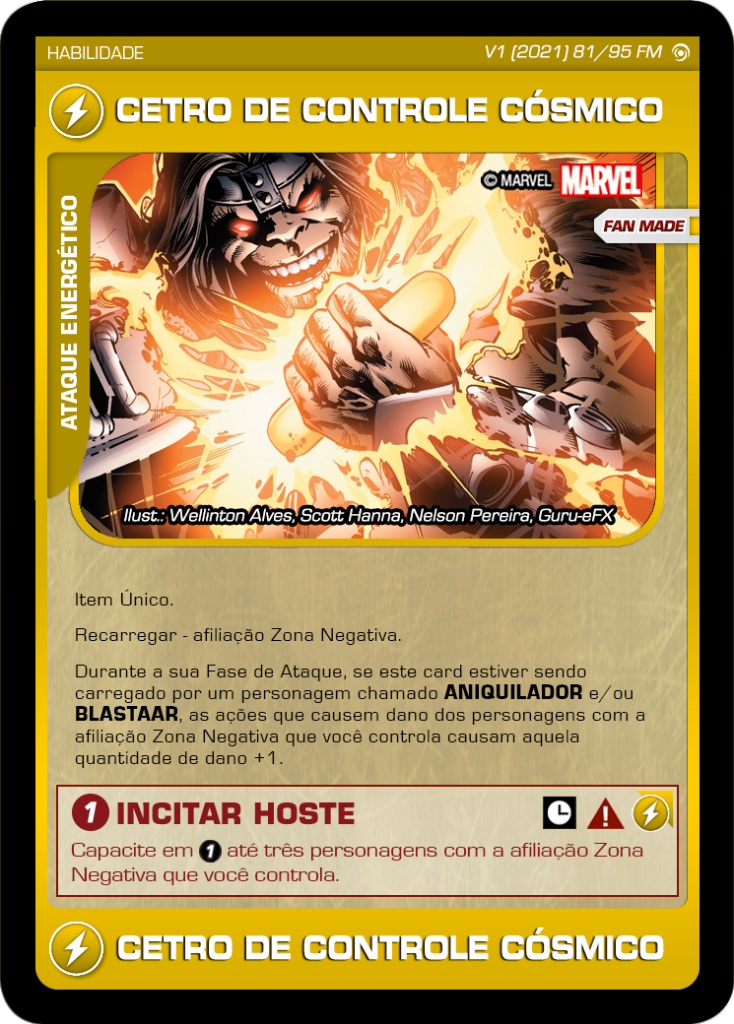 HABILIDADE
V1 (2021) 81/95 FM
CETRO DE CONTROLE CÓSMICO
ATAQUE ENERGÉTICO
© MARVEL MARVEL
FAN MADE
Ilust.: Wellinton Alves, Scott Hanna, Nelson Pereira, Guru-eFX
Item Único.
Recarregar - afiliação Zona Negativa.
Durante a sua Fase de Ataque, se este card estiver sendo
carregado por um personagem chamado ANIQUILADOR e/ou
BLASTAAR, as ações que causem dano dos personagens com a
afiliação Zona Negativa que você controla causam aquela
quantidade de dano +1.
1 INCITAR HOSTE
Capacite em 1 até três personagens com a afiliação Zona
Negativa que você controla.
CETRO DE CONTROLE CÓSMICO